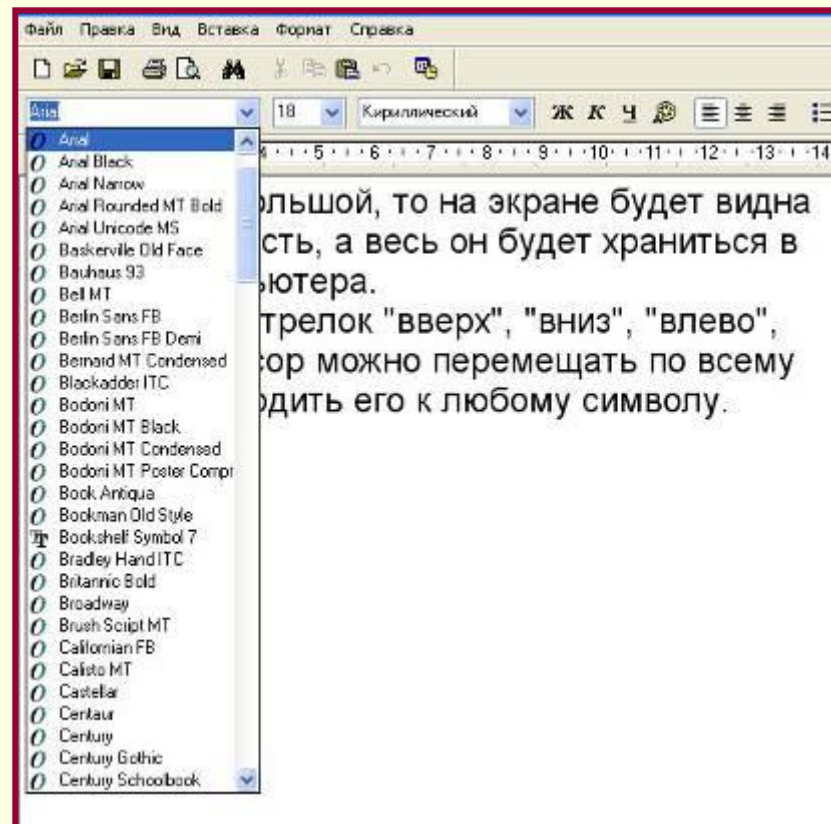 Файл Правка Вид Вставка Формат Справка
Arial 18 Кириллический Ж К Ч
4 5 6 7 8 9 10 11 12 13 14
Arial
Arial Black
Arial Narrow
Arial Rounded MT Bold
Arial Unicode MS
Baskerville Old Face
Bauhaus 93
Bell MT
Berlin Sans FB
Berlin Sans FB Demi
Bernard MT Condensed
Blackadder ITC
Bodoni MT
Bodoni MT Black
Bodoni MT Condensed
Bodoni MT Poster Compr
Book Antiqua
Bookman Old Style
Bookshelf Symbol 7
Bradley Hand ITC
Britannic Bold
Broadway
Brush Script MT
Californian FB
Calisto MT
Castellar
Centaur
Century
Century Gothic
Century Schoolbook
ольшой, то на экране будет видна
сть, а весь он будет храниться в
ьютера.
трелок "вверх", "вниз", "влево",
сор можно перемещать по всему
одить его к любому символу.